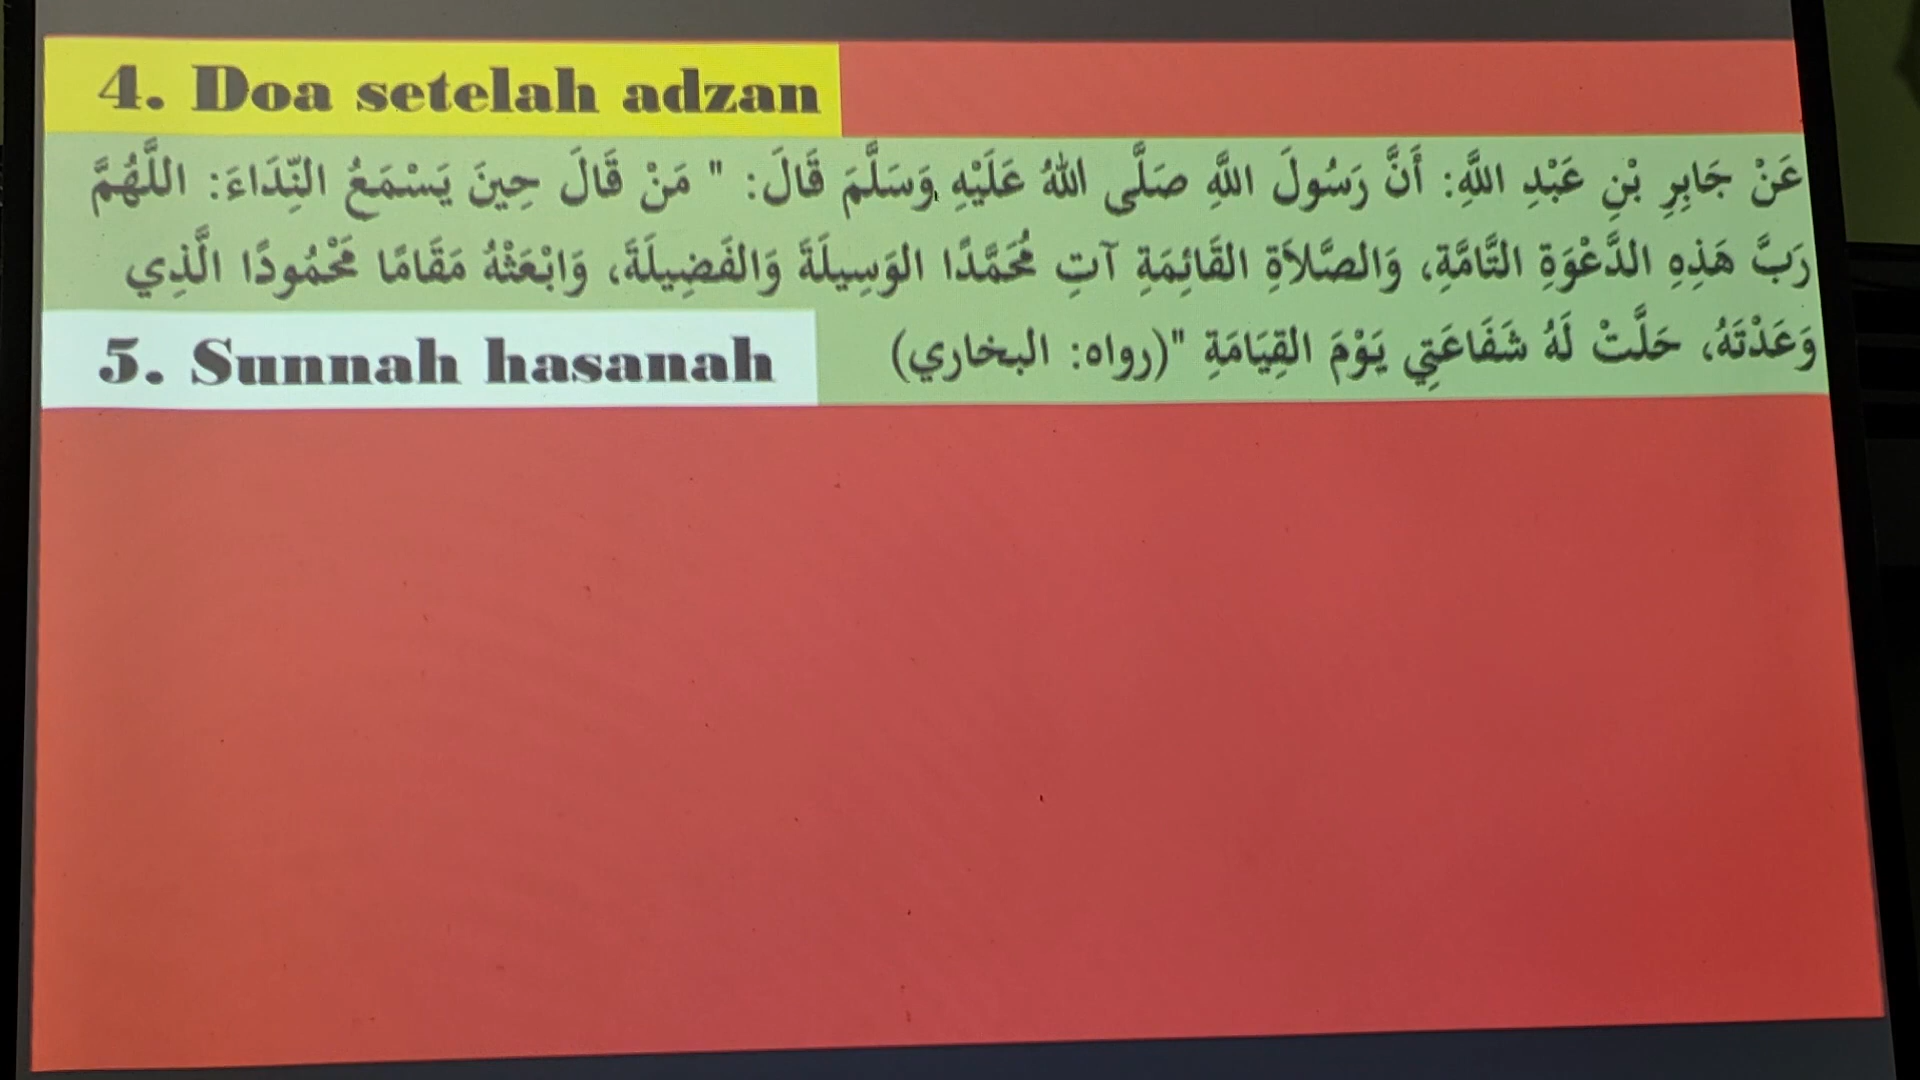 4. Doa setelah adzan
عَنْ جَابِرِ بْنِ عَبْدِ اللَّهِ: أَنَّ رَسُولَ اللَّهِ صَلَّى اللهُ عَلَيْهِ وَسَلَّمَ قَالَ: " مَنْ قَالَ حِينَ يَسْمَعُ النِّدَاءَ: اللَّهُمَّ
رَبَّ هَذِهِ الدَّعْوَةِ التَّامَّةِ، وَالصَّلاَةِ القَائِمَةِ آتِ مُحَمَّدًا الوَسِيلَةَ وَالفَضِيلَةَ، وَابْعَثْهُ مَقَامًا مَحْمُودًا الَّذِي
وَعَدْتَهُ، حَلَّتْ لَهُ شَفَاعَتِي يَوْمَ القِيَامَةِ "(رواه: البخاري)
5. Sunnah hasanah